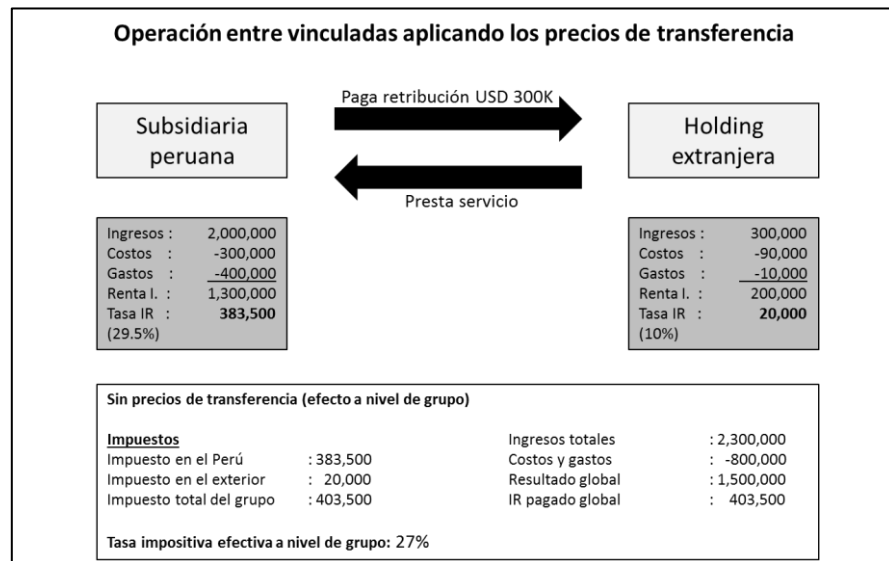 Operación entre vinculadas aplicando los precios de transferencia
Paga retribución USD 300K
Subsidiaria
peruana
Holding
extranjera
Presta servicio
Ingresos : 2,000,000
Costos : -300,000
Gastos : -400,000
Renta I. : 1,300,000
Tasa IR : 383,500
(29.5%)
Ingresos : 300,000
Costos : -90,000
Gastos : -10,000
Renta I. : 200,000
Tasa IR : 20,000
(10%)
Sin precios de transferencia (efecto a nivel de grupo)
Impuestos
Impuesto en el Perú : 383,500
Impuesto en el exterior : 20,000
Impuesto total del grupo : 403,500
Ingresos totales : 2,300,000
Costos y gastos : -800,000
Resultado global : 1,500,000
IR pagado global : 403,500
Tasa impositiva efectiva a nivel de grupo: 27%